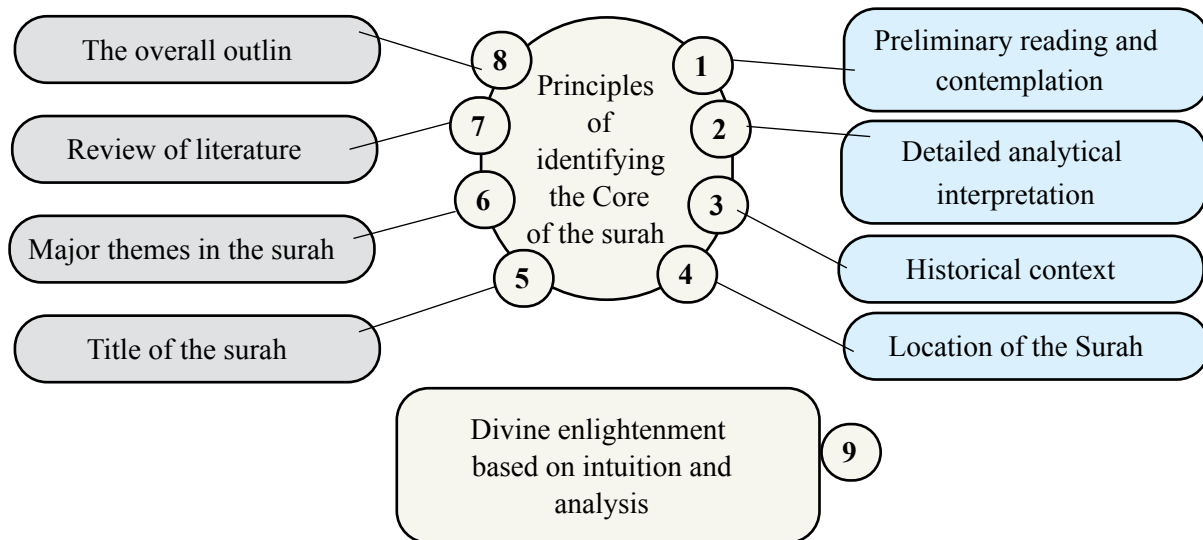 Principles
of
identifying
the Core
of the surah
1
Preliminary reading and
contemplation
2
Detailed analytical
interpretation
3
Historical context
4
Location of the Surah
5
Title of the surah
6
Major themes in the surah
7
Review of literature
8
The overall outlin
9
Divine enlightenment
based on intuition and
analysis